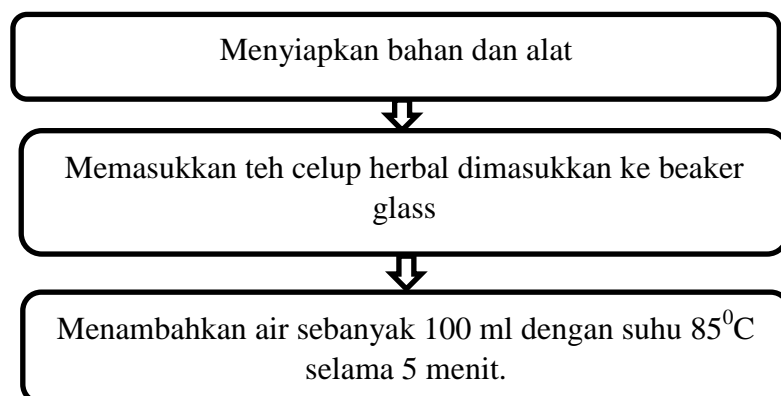 Menyiapkan bahan dan alat
Memasukkan teh celup herbal dimasukkan ke beaker
glass
Menambahkan air sebanyak 100 ml dengan suhu 85⁰C
selama 5 menit.